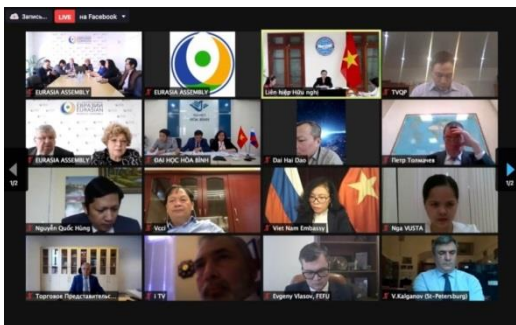 Запись...
LIVE на Facebook
EURASIA ASSEMBLY
EURASIA ASSEMBLY
Liên hiệp Hữu nghị
TVQP
EURASIA ASSEMBLY
ĐẠI HỌC HÒA BÌNH
Dai Hai Dao
Петр Толмачев
Nguyễn Quốc Hùng
Vccl
Viet Nam Embassy
Nga VUSTA
Торговое Представительс...
i TV
Evgeny Vlasov, FEFU
V.Kalganov (St-Petersburg)
1/2
1/2